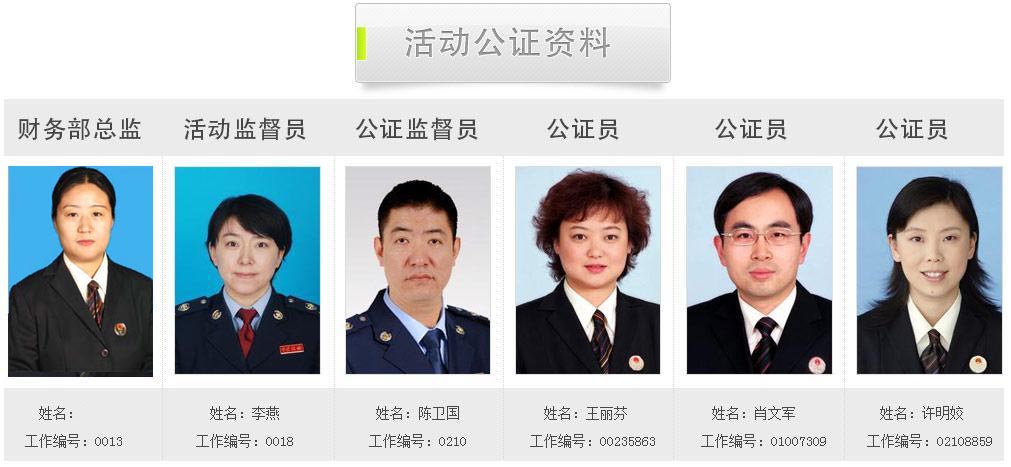 活动公证资料
财务部总监 活动监督员 公证监督员 公证员 公证员 公证员
姓名： 姓名：李燕 姓名：陈卫国 姓名：王丽芬 姓名：肖文军 姓名：许明姣
工作编号：0013 工作编号：0018 工作编号：0210 工作编号：00235863 工作编号：01007309 工作编号：02108859